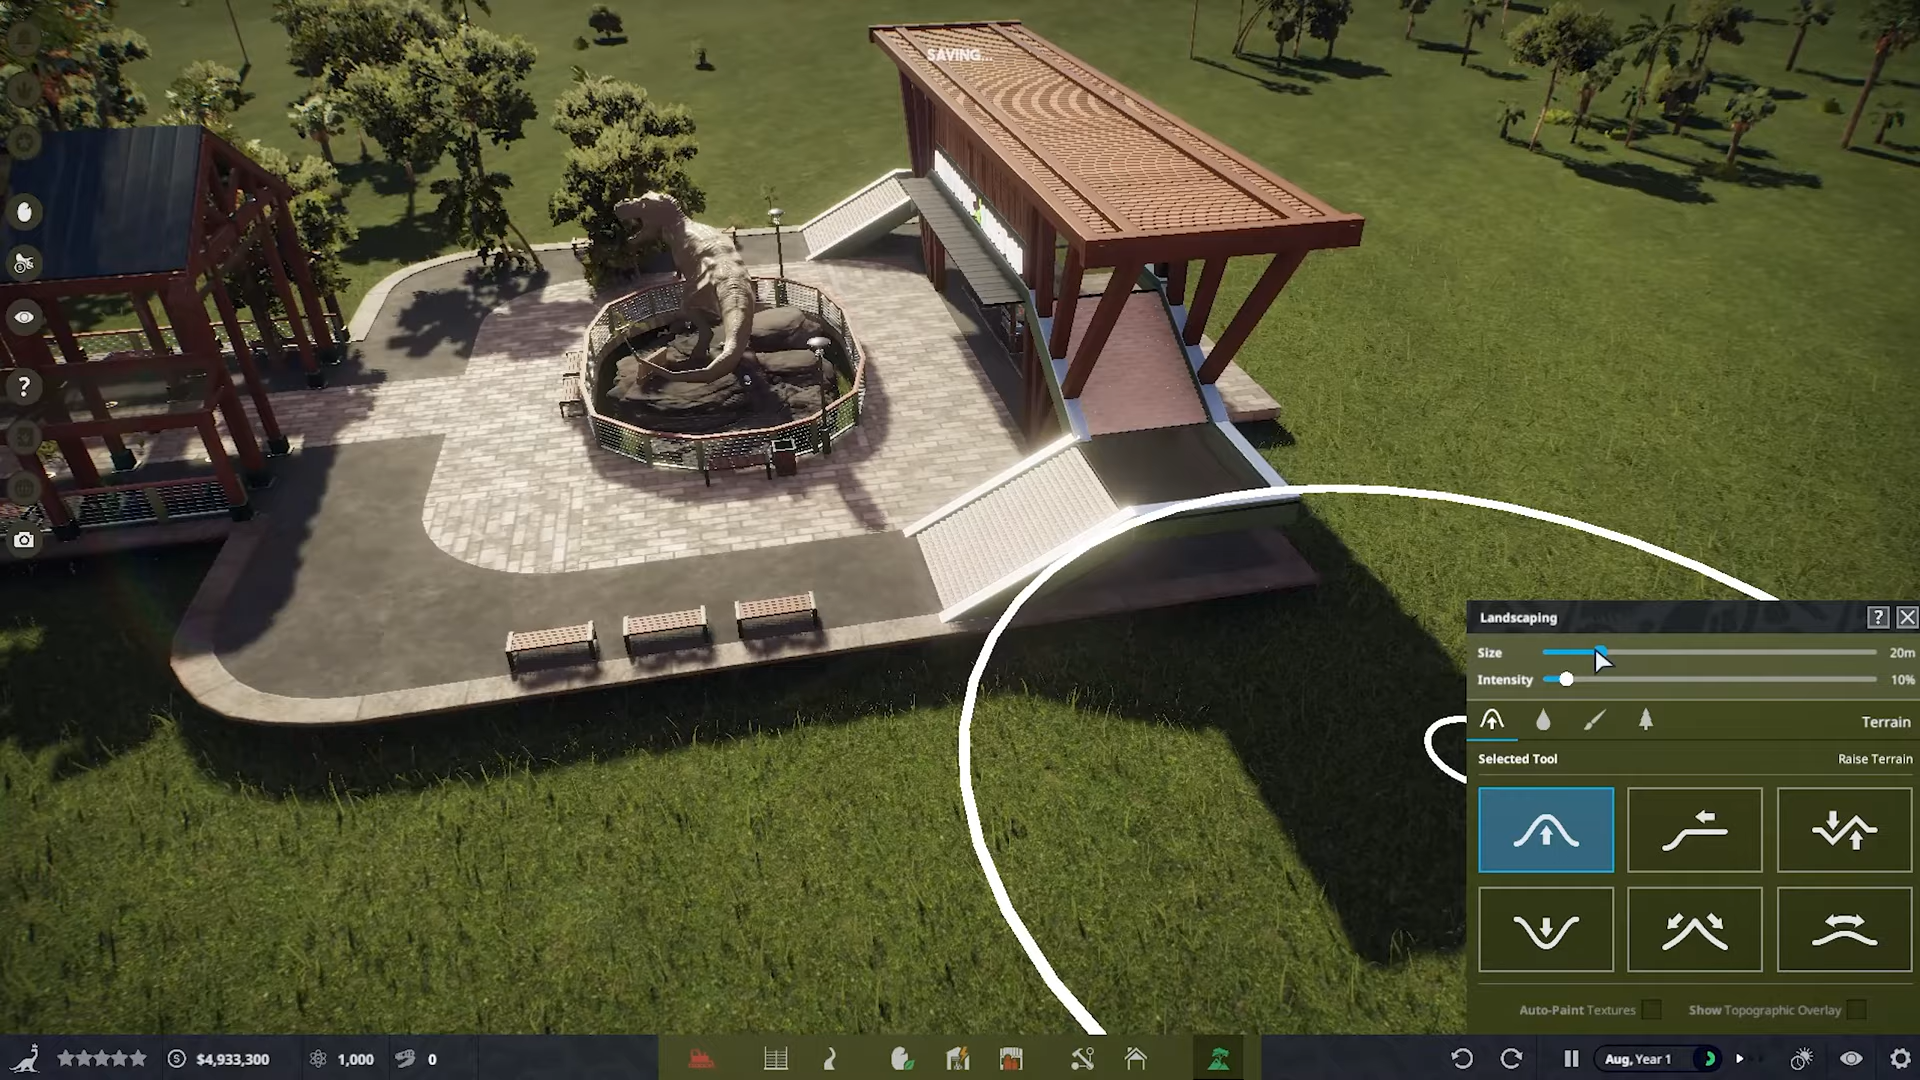 SAVING...
Landscaping
?
Size 20m
Intensity 10%
Terrain
Selected Tool Raise Terrain
Auto-Paint Textures Show Topographic Overlay
?
$4,933,300 1,000 0
Aug, Year 1